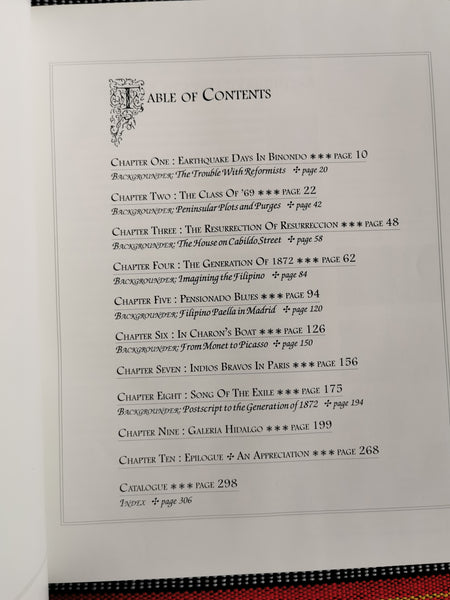 Table of Contents
Chapter One : Earthquake Days In Binondo ✶✶✶ page 10
Backgrounder: The Trouble With Reformists ✣ page 20
Chapter Two : The Class Of '69 ✶✶✶ page 22
Backgrounder: Peninsular Plots and Purges ✣ page 42
Chapter Three : The Resurrection Of Resurreccion ✶✶✶ page 48
Backgrounder: The House on Cabildo Street ✣ page 58
Chapter Four : The Generation Of 1872 ✶✶✶ page 62
Backgrounder: Imagining the Filipino ✣ page 84
Chapter Five : Pensionado Blues ✶✶✶ page 94
Backgrounder: Filipino Paella in Madrid ✣ page 120
Chapter Six : In Charon's Boat ✶✶✶ page 126
Backgrounder: From Monet to Picasso ✣ page 150
Chapter Seven : Indios Bravos In Paris ✶✶✶ page 156
Chapter Eight : Song Of The Exile ✶✶✶ page 175
Backgrounder: Postscript to the Generation of 1872 ✣ page 194
Chapter Nine : Galeria Hidalgo ✶✶✶ page 199
Chapter Ten : Epilogue ✣ An Appreciation ✶✶✶ page 268
Catalogue ✶✶✶ page 298
Index ✣ page 306